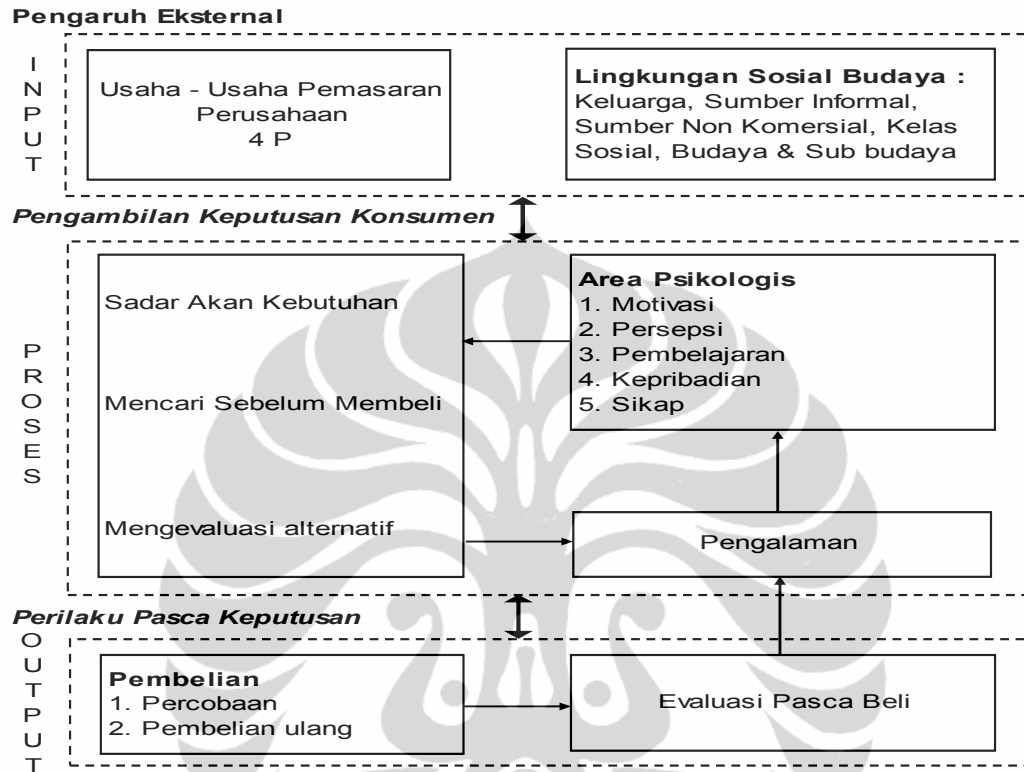 Pengaruh Eksternal
INPUT
Usaha - Usaha Pemasaran
Perusahaan
4 P
Lingkungan Sosial Budaya :
Keluarga, Sumber Informal,
Sumber Non Komersial, Kelas
Sosial, Budaya & Sub budaya
Pengambilan Keputusan Konsumen
PROSES
Sadar Akan Kebutuhan
Mencari Sebelum Membeli
Mengevaluasi alternatif
Area Psikologis
1. Motivasi
2. Persepsi
3. Pembelajaran
4. Kepribadian
5. Sikap
Pengalaman
Perilaku Pasca Keputusan
OUTPUT
Pembelian
1. Percobaan
2. Pembelian ulang
Evaluasi Pasca Beli